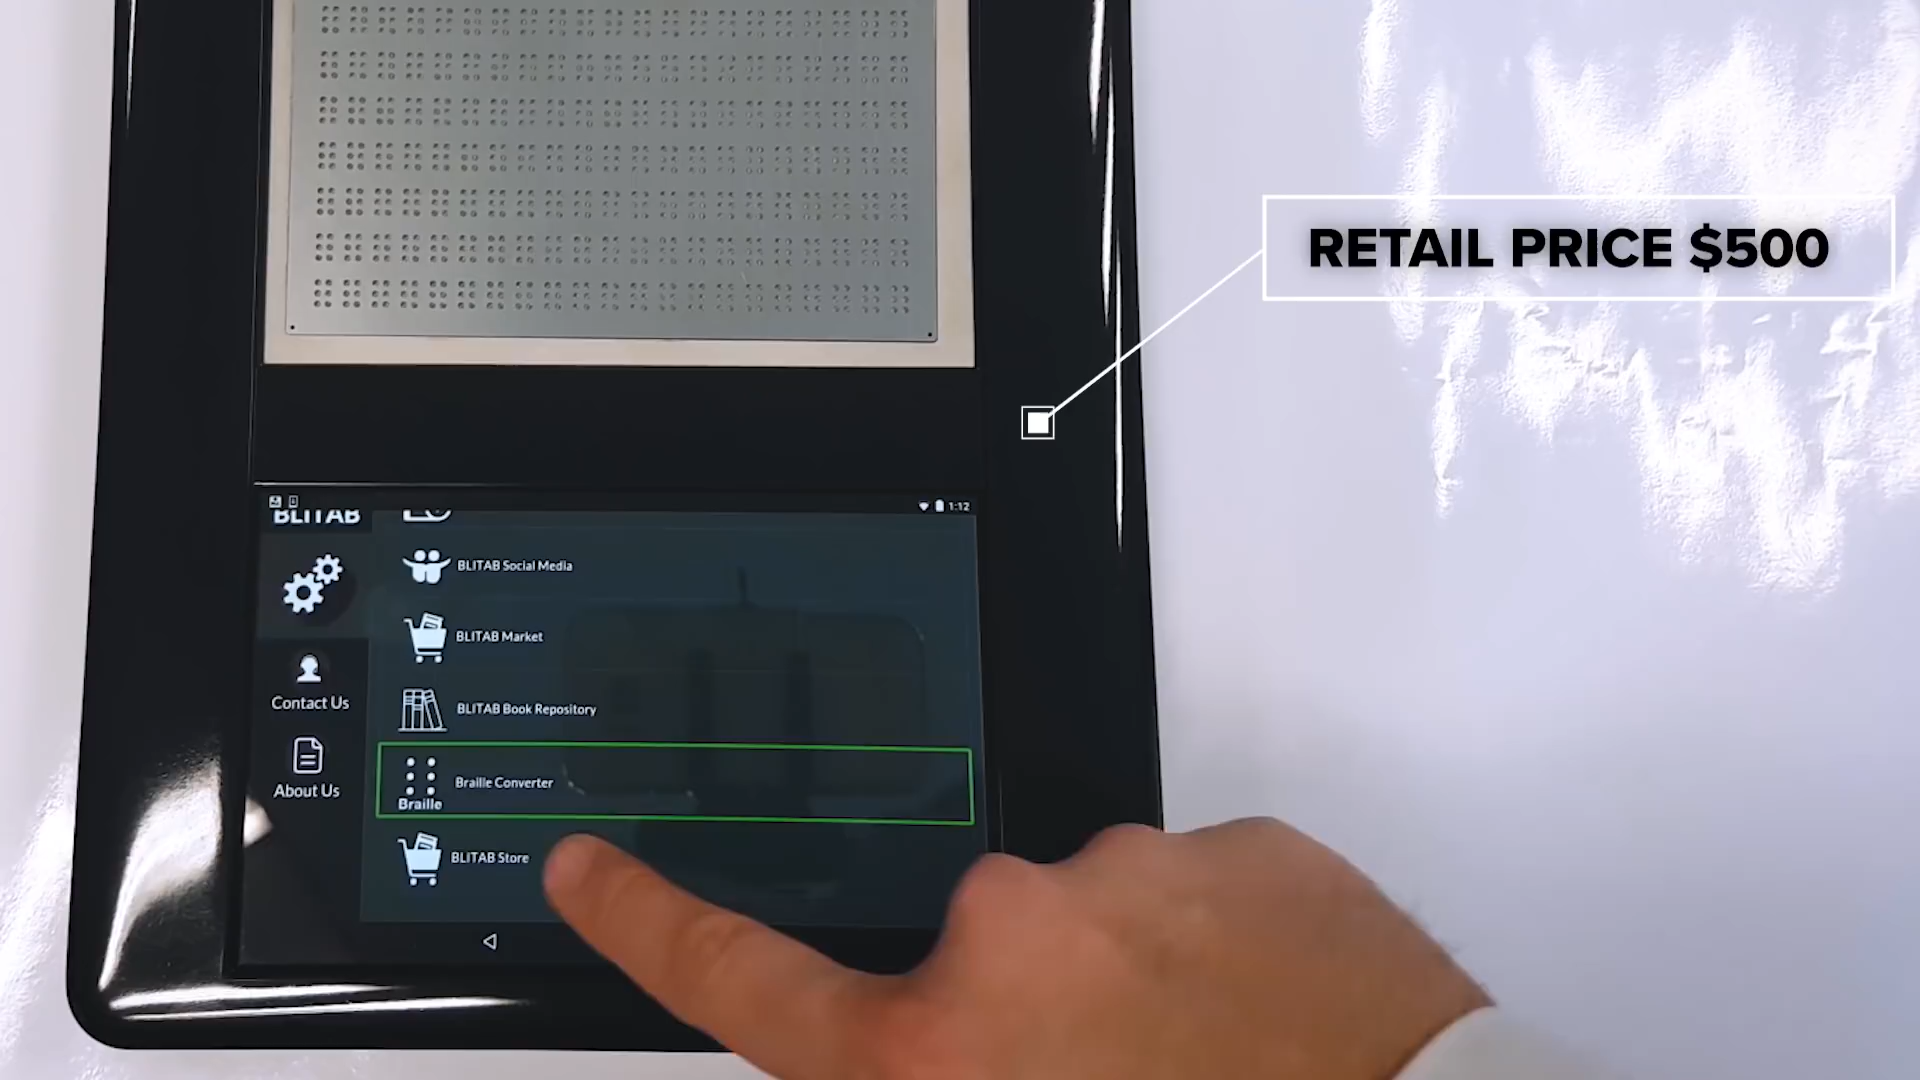 RETAIL PRICE $500
1:12
BLITAB
BLITAB Social Media
BLITAB Market
Contact Us
BLITAB Book Repository
About Us
Braille Converter
Braille
BLITAB Store